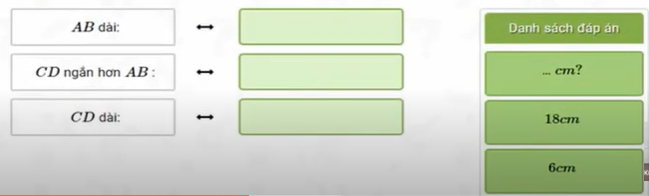 AB dài:
CD ngắn hơn AB :
CD dài:
Danh sách đáp án
... cm?
18cm
6cm